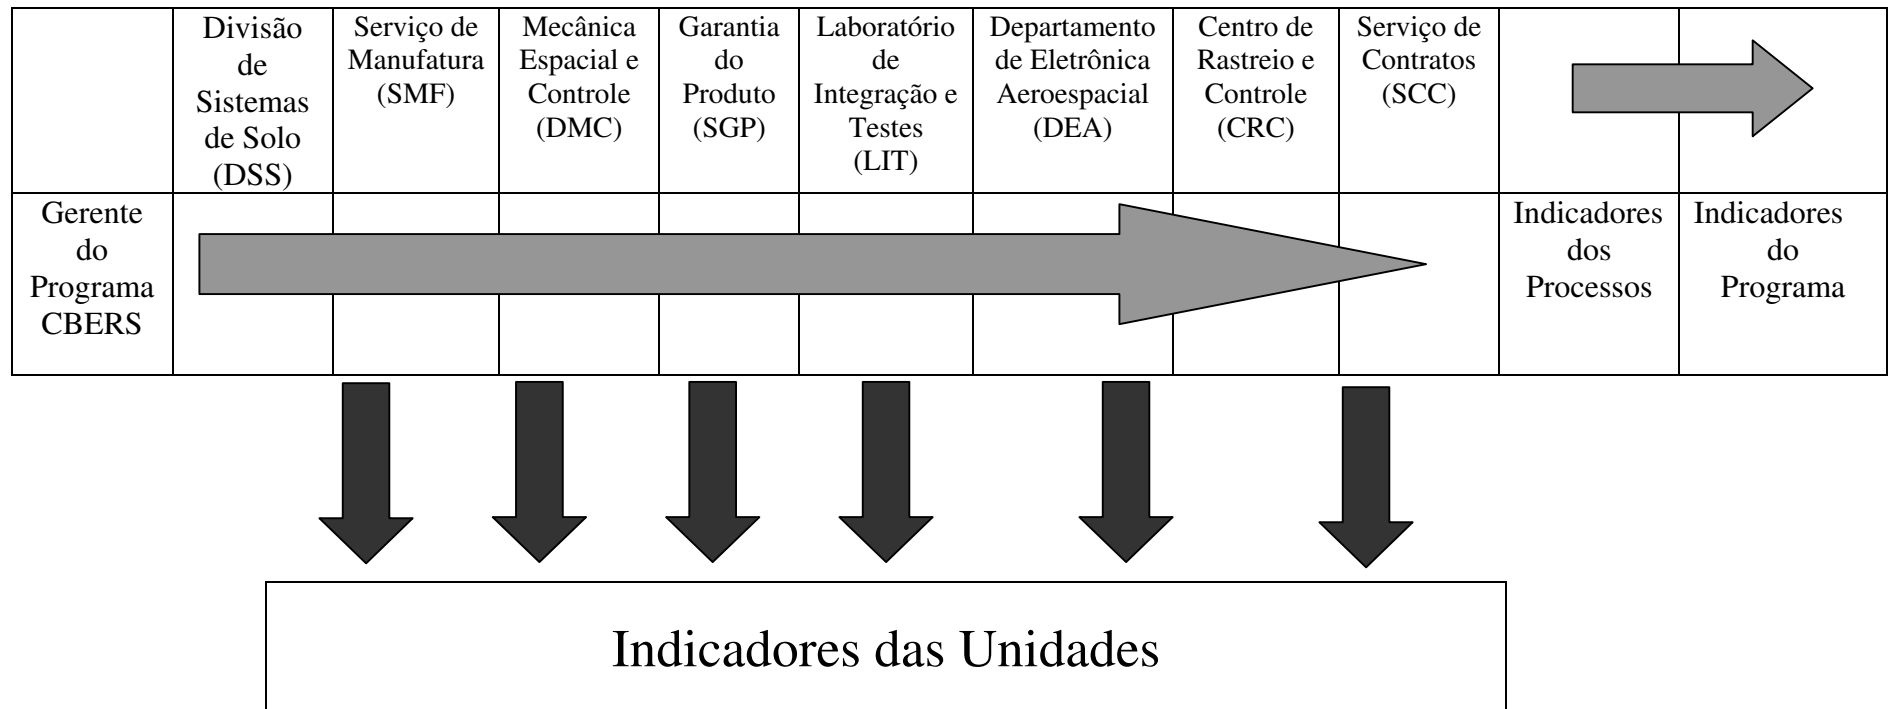 Divisão
de
Sistemas
de Solo
(DSS)
Serviço de
Manufatura
(SMF)
Mecânica
Espacial e
Controle
(DMC)
Garantia
do
Produto
(SGP)
Laboratório
de
Integração e
Testes
(LIT)
Departamento
de Eletrônica
Aeroespacial
(DEA)
Centro de
Rastreio e
Controle
(CRC)
Serviço de
Contratos
(SCC)
Gerente
do
Programa
CBERS
Indicadores
dos
Processos
Indicadores
do
Programa
Indicadores das Unidades